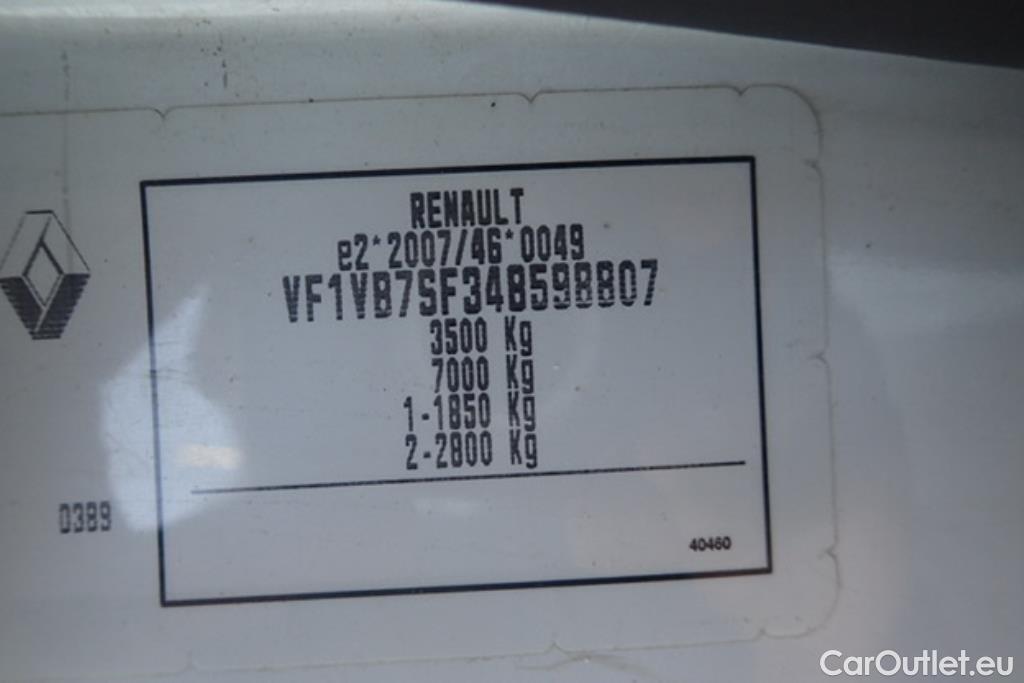 RENAULT
e2*2007/46*0049
VF1VB7SF348598807
3500 Kg
7000 Kg
1-1850 Kg
2-2800 Kg
0389
40460
CarOutlet.eu